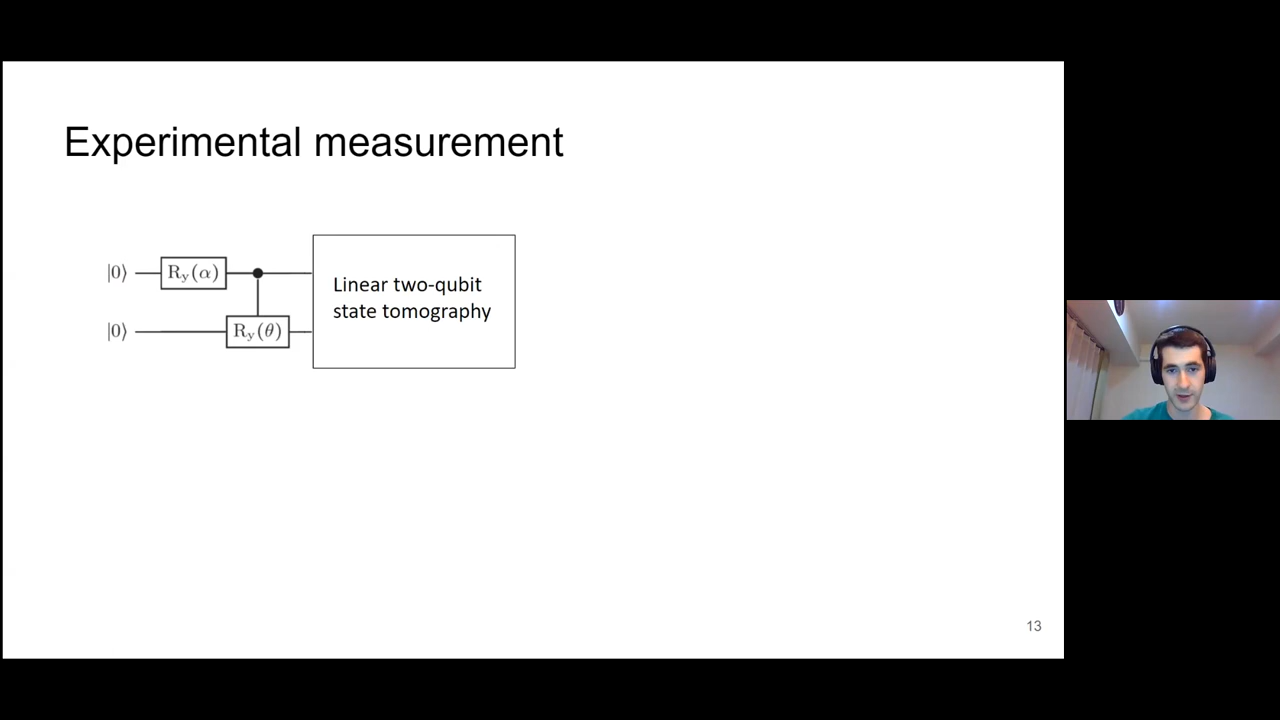 Experimental measurement
|0⟩ R_y(α)
|0⟩ R_y(θ)
Linear two-qubit
state tomography
13